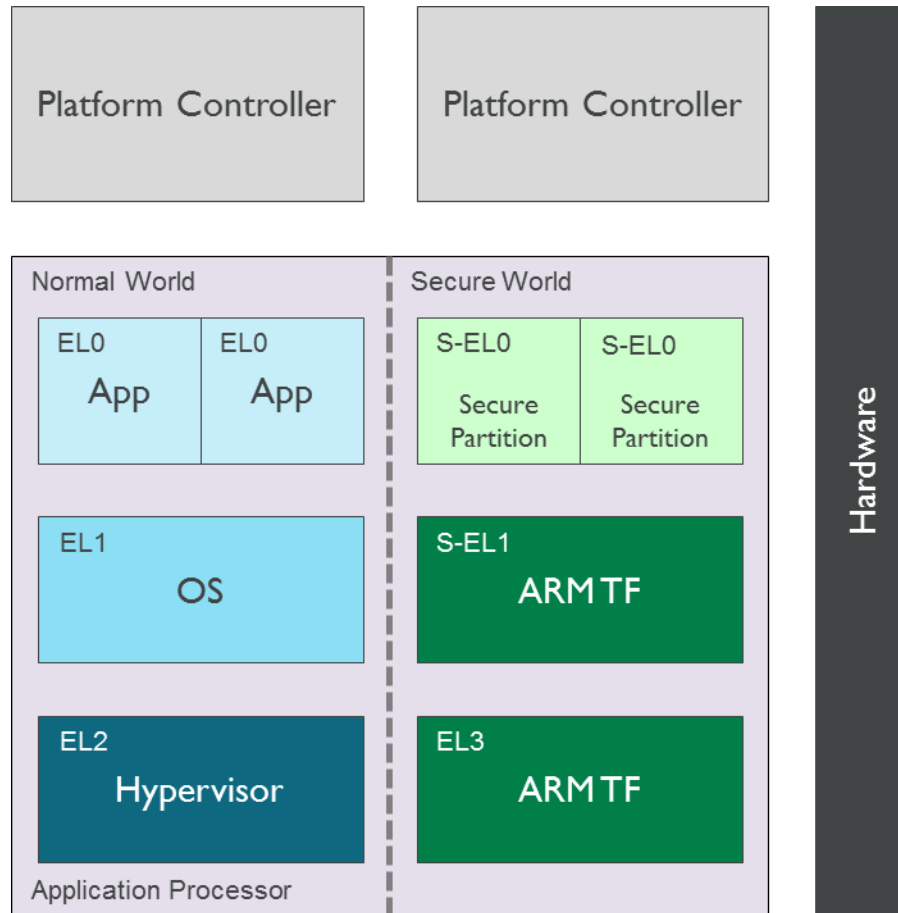 Platform Controller
Platform Controller
Hardware
Normal World
Secure World
EL0
App
EL0
App
S-EL0
Secure
Partition
S-EL0
Secure
Partition
EL1
OS
S-EL1
ARM TF
EL2
Hypervisor
EL3
ARM TF
Application Processor